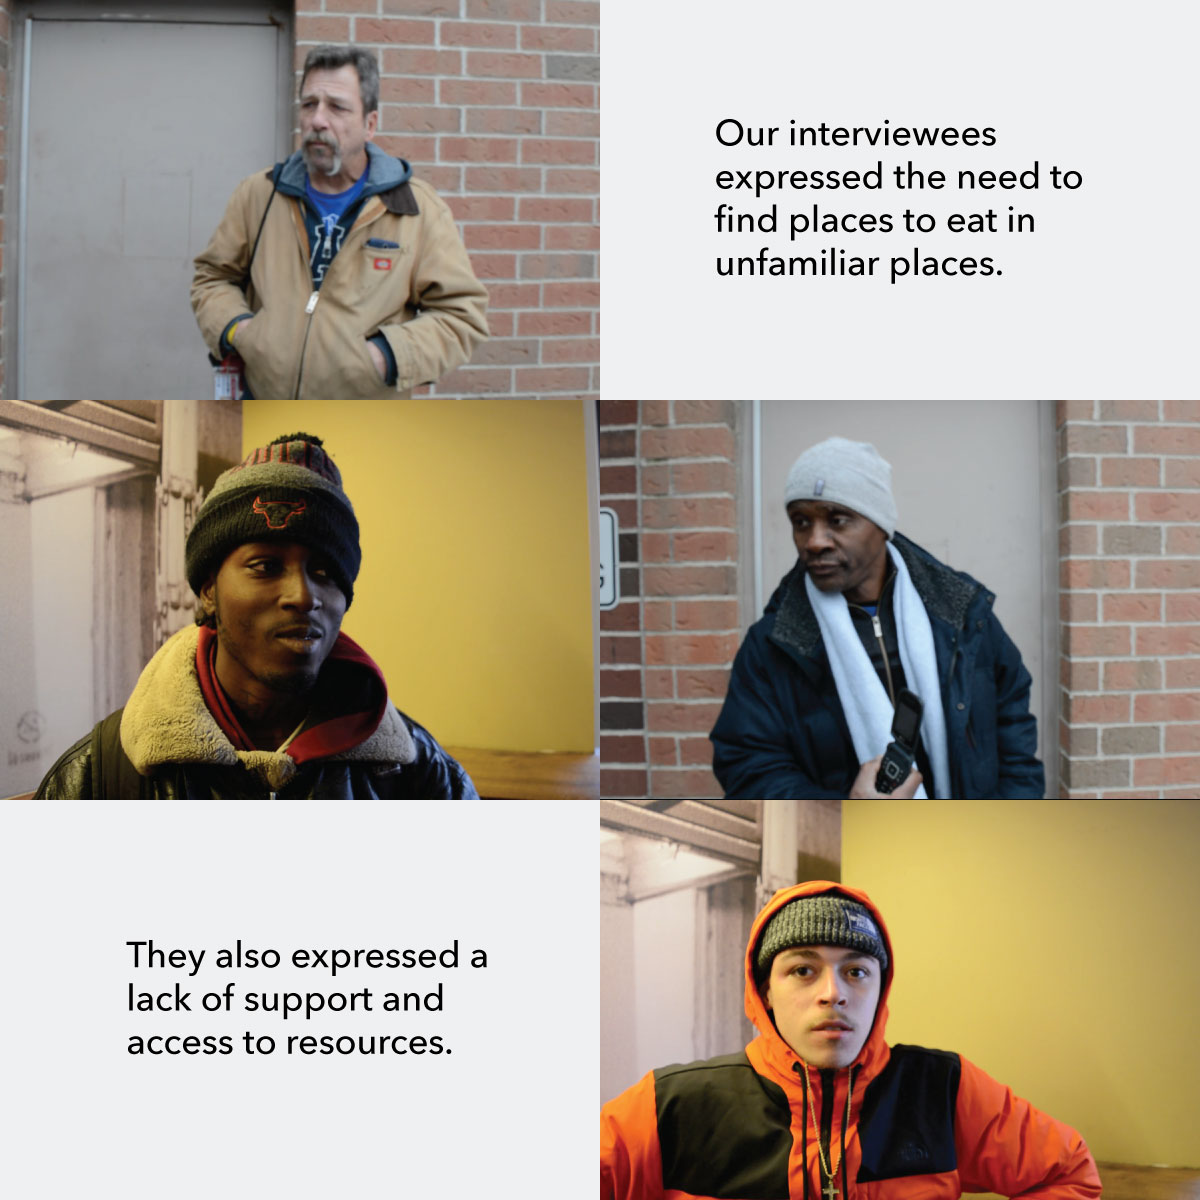 Our interviewees
expressed the need to
find places to eat in
unfamiliar places.
They also expressed a
lack of support and
access to resources.